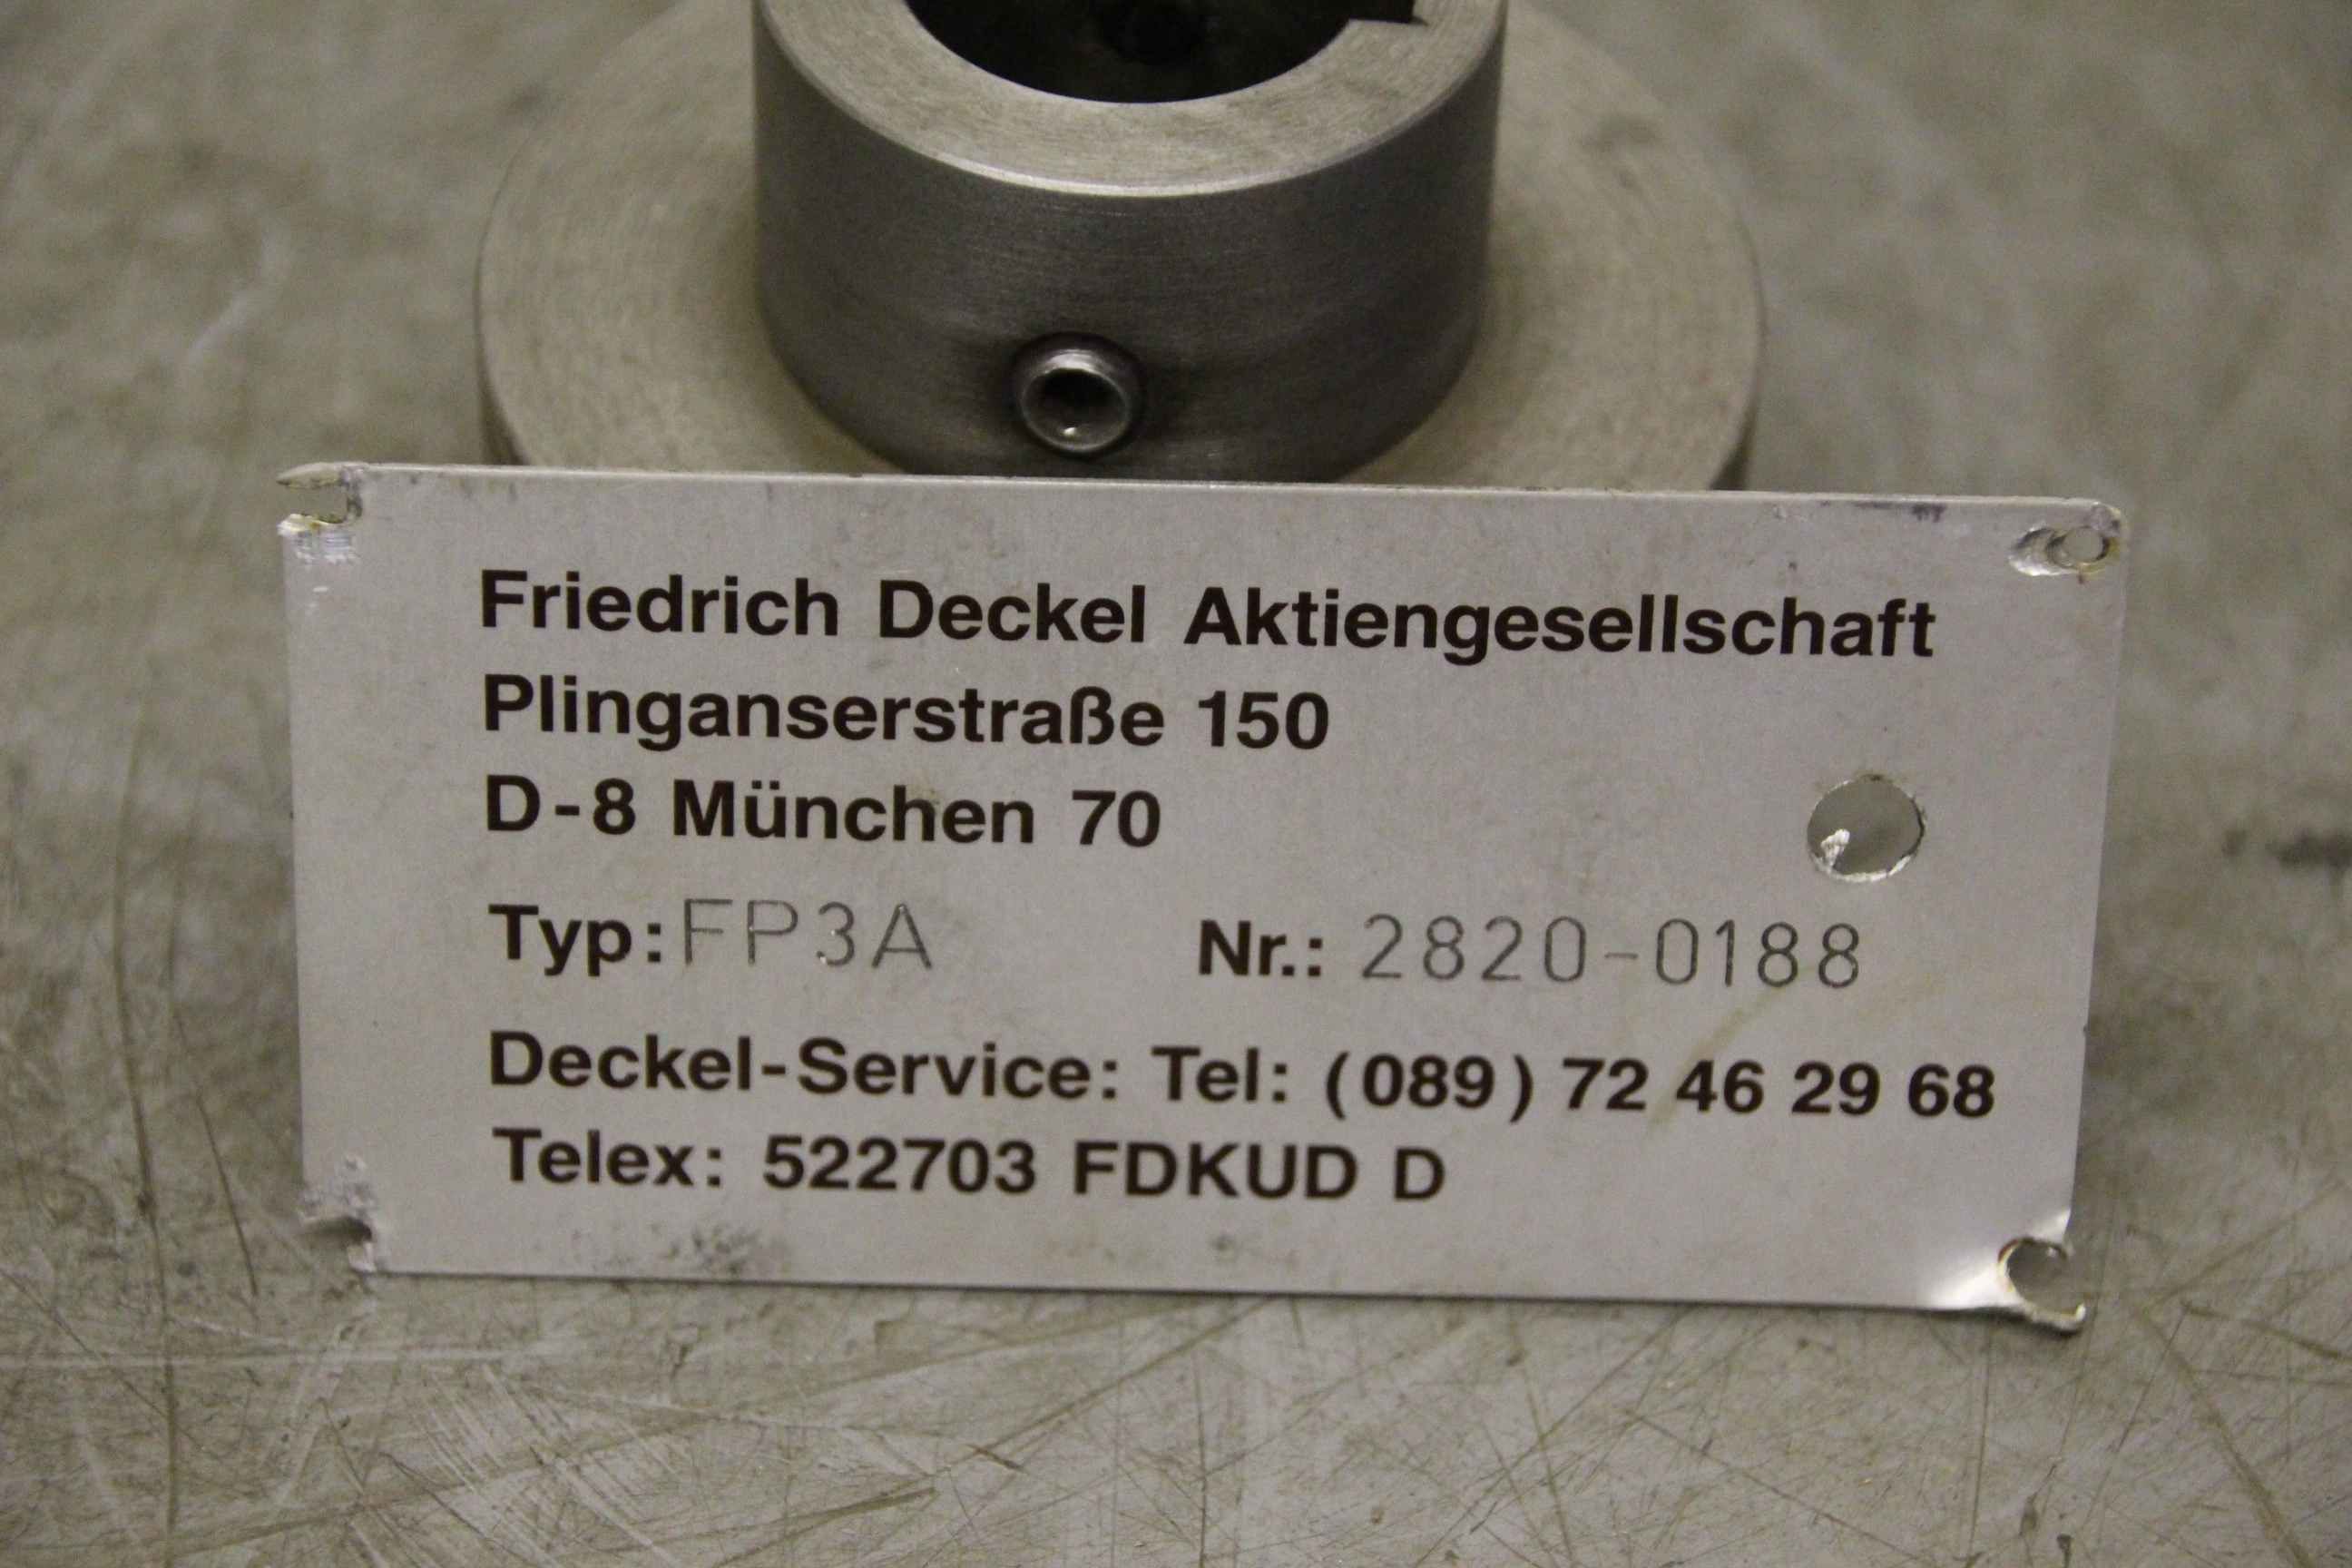 Friedrich Deckel Aktiengesellschaft
Plinganserstraße 150
D-8 München 70
Typ: FP3A Nr.: 2820-0188
Deckel-Service: Tel: (089) 72 46 29 68
Telex: 522703 FDKUD D